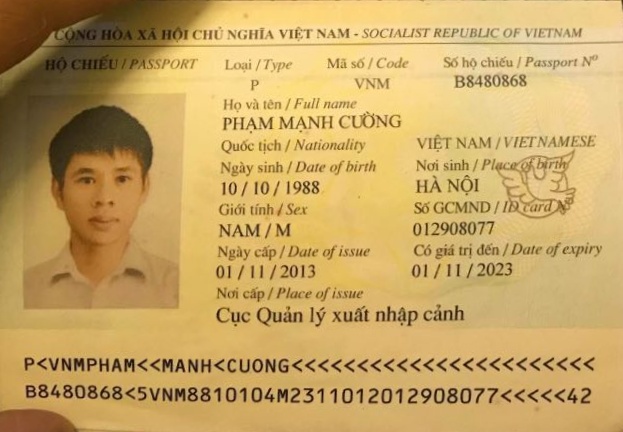 CỘNG HÒA XÃ HỘI CHỦ NGHĨA VIỆT NAM - SOCIALIST REPUBLIC OF VIETNAM
HỘ CHIẾU / PASSPORT Loại / Type Mã số / Code Số hộ chiếu / Passport Nº
P VNM B8480868
Họ và tên / Full name
PHẠM MẠNH CƯỜNG
Quốc tịch / Nationality VIỆT NAM / VIETNAMESE
Ngày sinh / Date of birth Nơi sinh / Place of birth
10 / 10 / 1988 HÀ NỘI
Giới tính / Sex Số GCMND / ID card Nº
NAM / M 012908077
Ngày cấp / Date of issue Có giá trị đến / Date of expiry
01 / 11 / 2013 01 / 11 / 2023
Nơi cấp / Place of issue
Cục Quản lý xuất nhập cảnh
P<VNMPHAM<<MANH<CUONG<<<<<<<<<<<<<<<<<<<<<<<
B8480868<5VNM8810104M2311012012908077<<<<<42